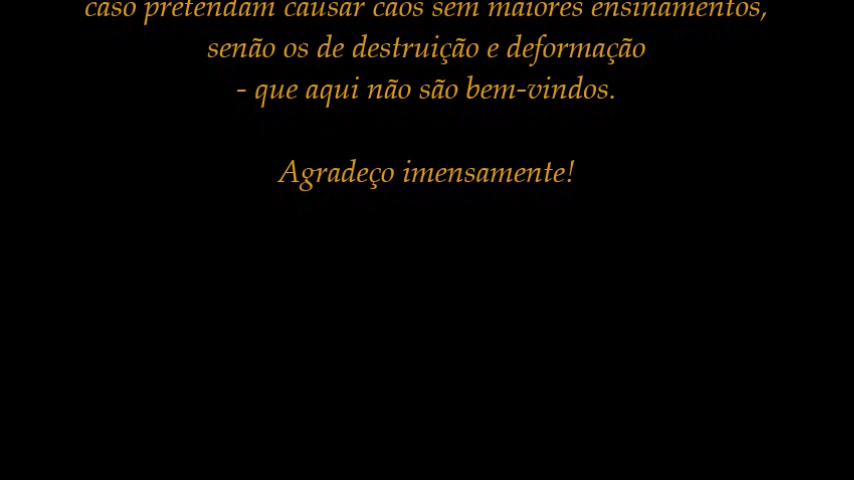 caso pretendam causar caos sem maiores ensinamentos,
senão os de destruição e deformação
- que aqui não são bem-vindos.
Agradeço imensamente!